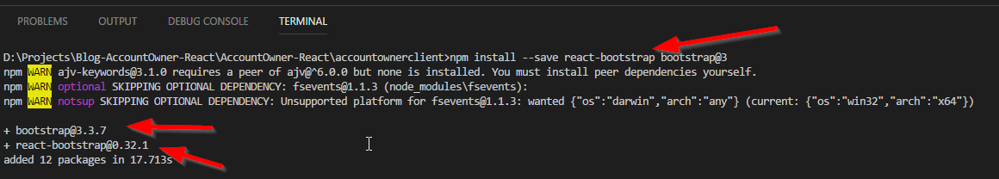 PROBLEMS OUTPUT DEBUG CONSOLE TERMINAL
D:\Projects\Blog-AccountOwner-React\AccountOwner-React\accountownerclient>npm install --save react-bootstrap bootstrap@3
npm WARN ajv-keywords@3.1.0 requires a peer of ajv@^6.0.0 but none is installed. You must install peer dependencies yourself.
npm WARN optional SKIPPING OPTIONAL DEPENDENCY: fsevents@1.1.3 (node_modules\fsevents):
npm WARN notsup SKIPPING OPTIONAL DEPENDENCY: Unsupported platform for fsevents@1.1.3: wanted {"os":"darwin","arch":"any"} (current: {"os":"win32","arch":"x64"})
+ bootstrap@3.3.7
+ react-bootstrap@0.32.1
added 12 packages in 17.713s